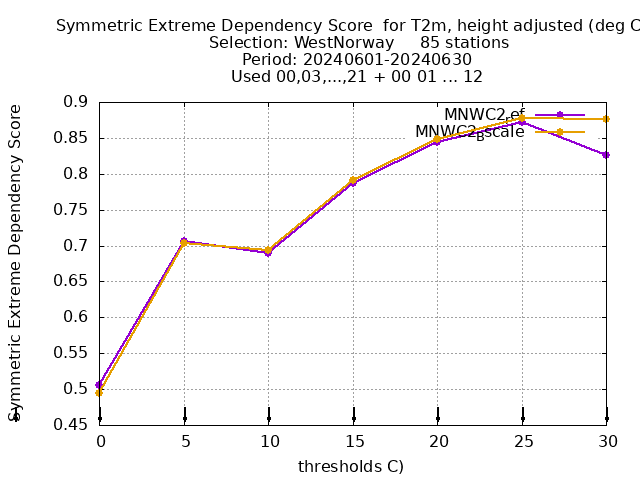 Symmetric Extreme Dependency Score  for T2m, height adjusted (deg C
Selection: WestNorway     85 stations
Period: 20240601-20240630
Used 00,03,...,21 + 00 01 ... 12
Symmetric Extreme Dependency Score
0.9
0.85
0.8
0.75
0.7
0.65
0.6
0.55
0.5
0.45
MNWC2
MNWC2Bscale
0 5 10 15 20 25 30
thresholds C)